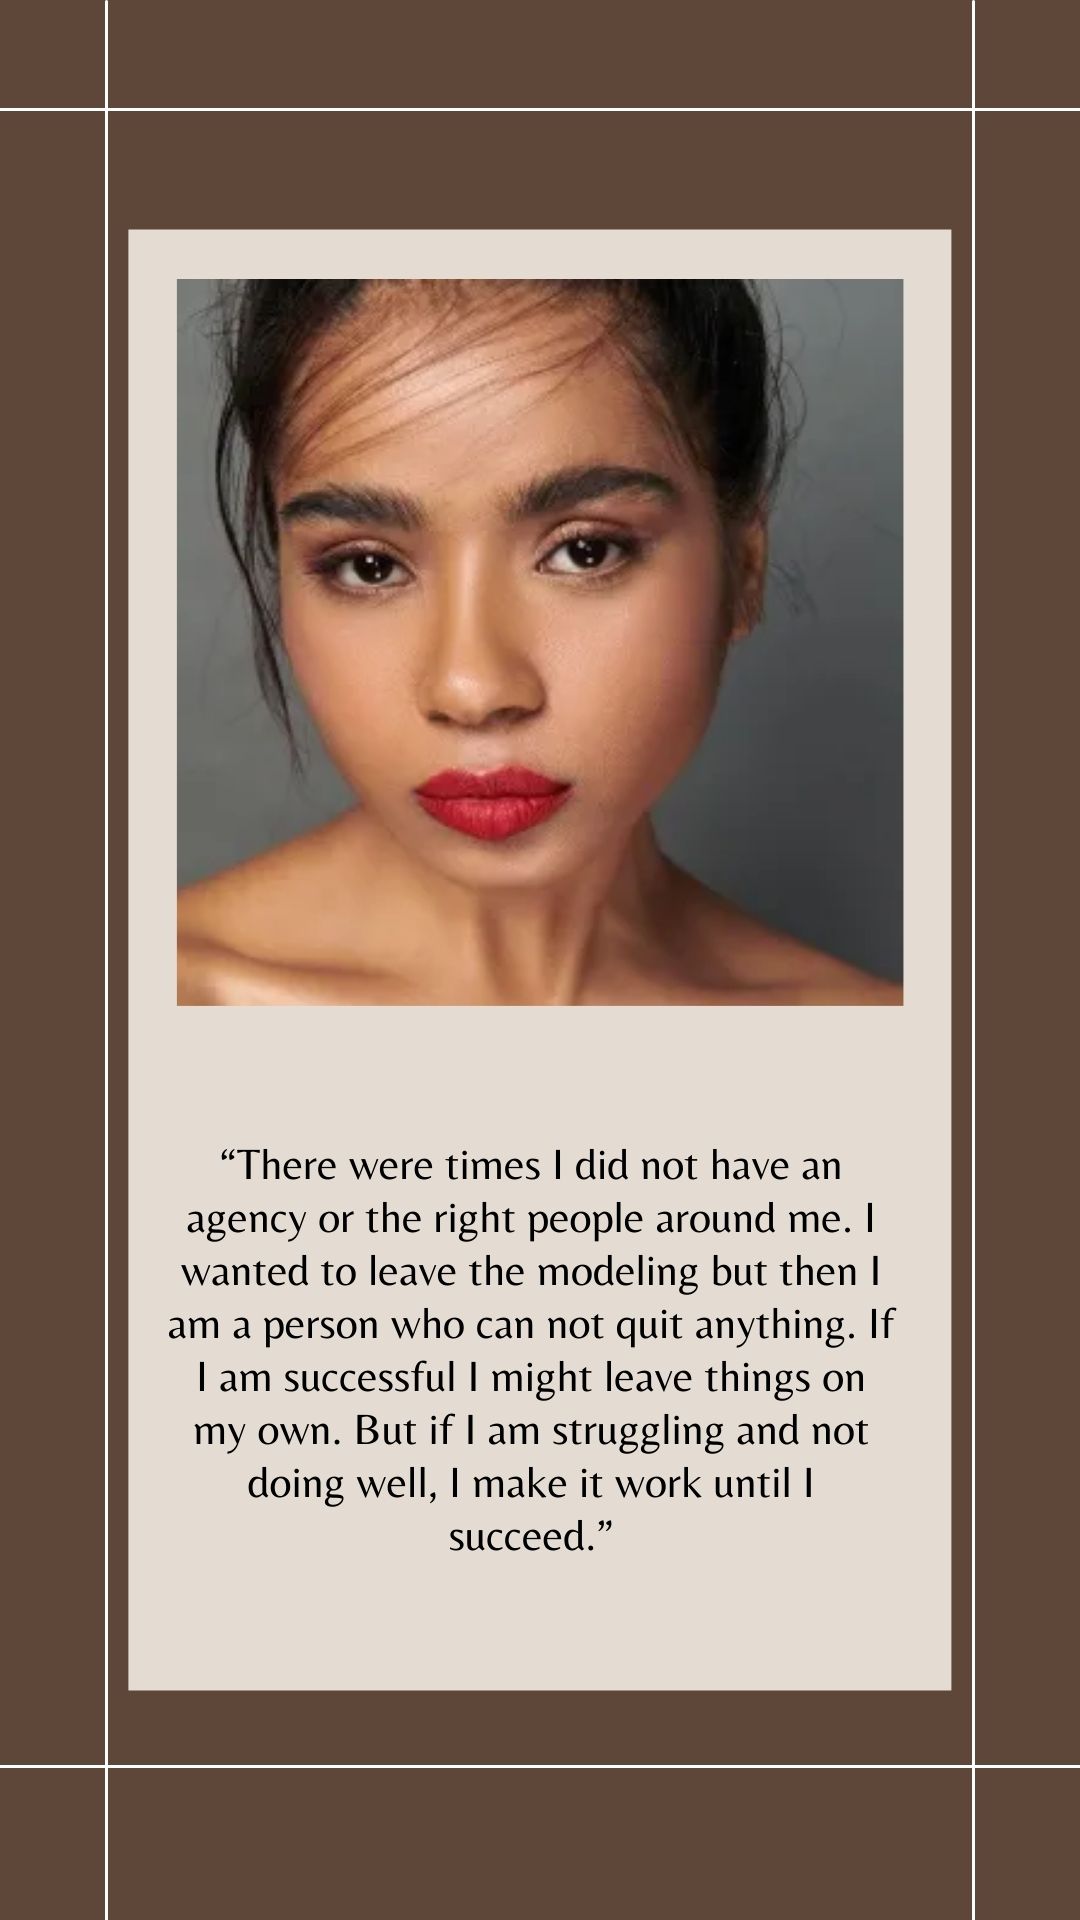 “There were times I did not have an
agency or the right people around me. I
wanted to leave the modeling but then I
am a person who can not quit anything. If
I am successful I might leave things on
my own. But if I am struggling and not
doing well, I make it work until I
succeed.”